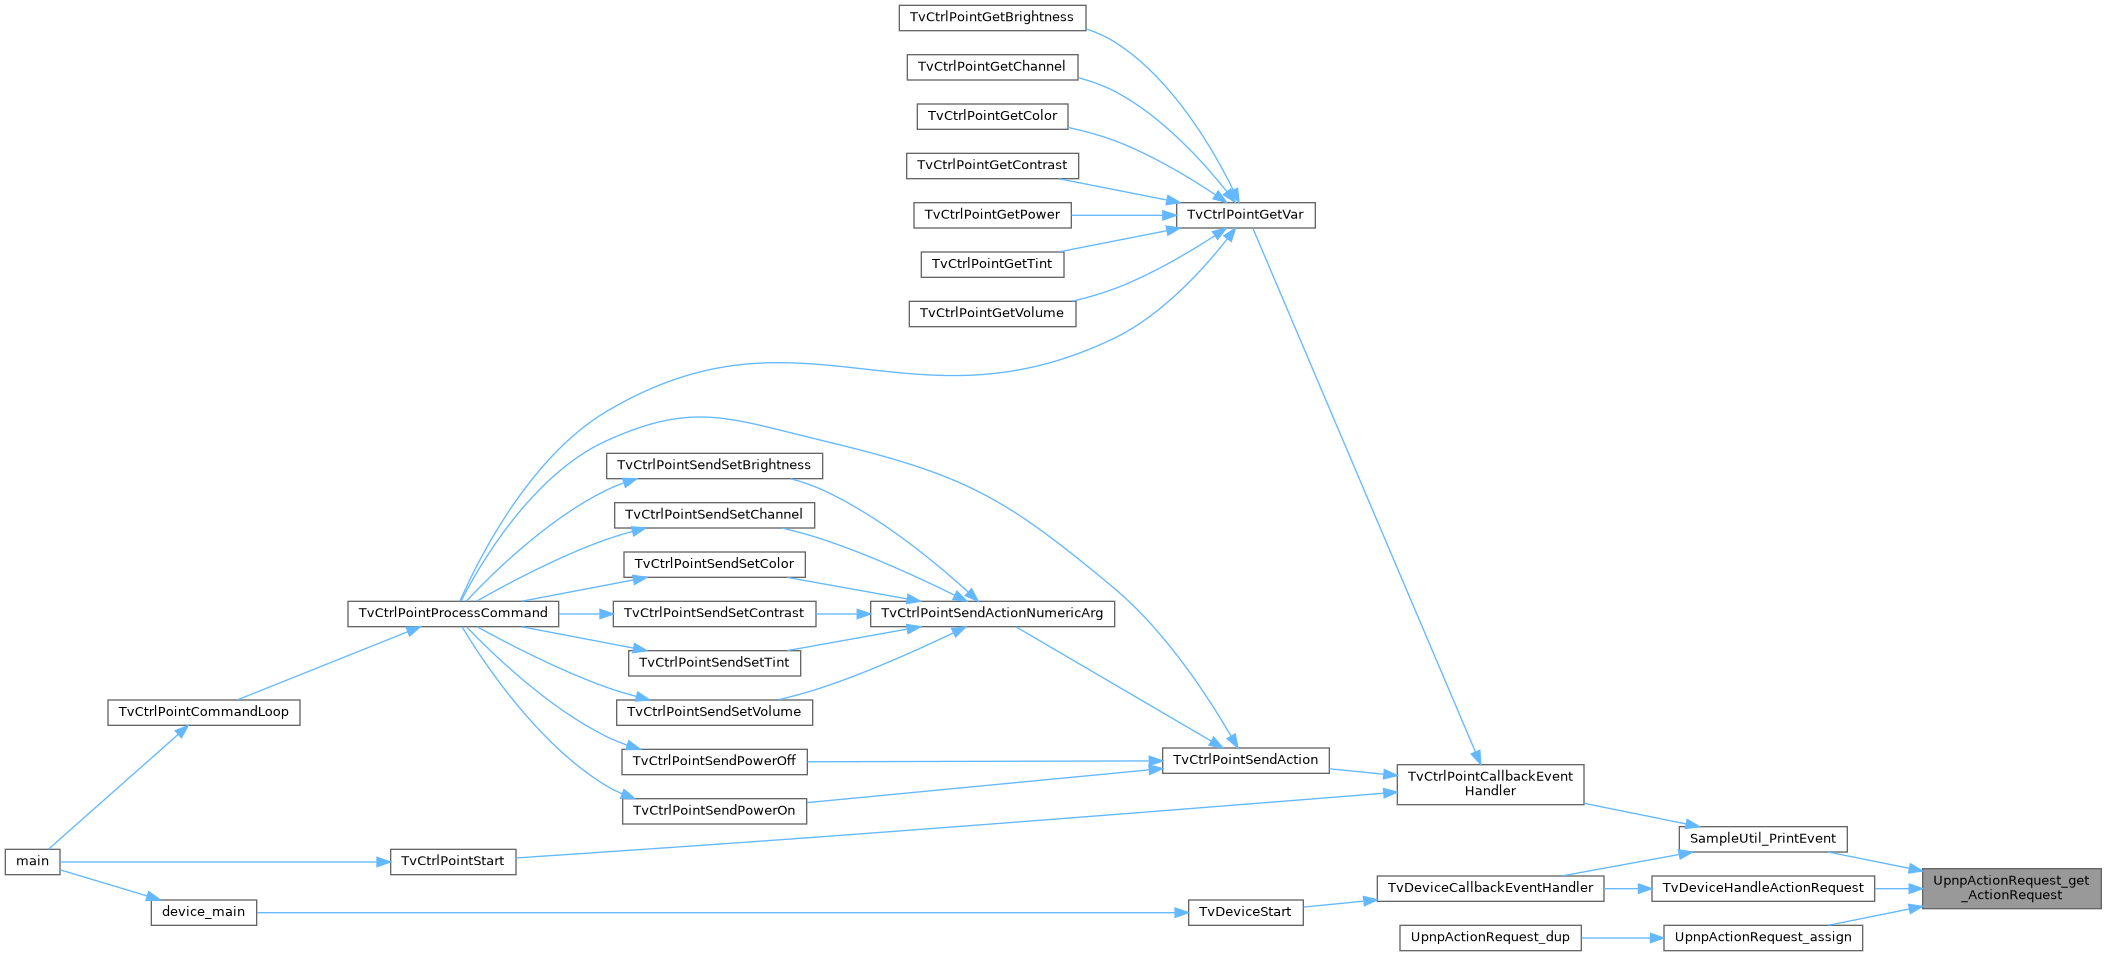 TvCtrlPointGetBrightness
TvCtrlPointGetChannel
TvCtrlPointGetColor
TvCtrlPointGetContrast
TvCtrlPointGetPower
TvCtrlPointGetVar
TvCtrlPointGetTint
TvCtrlPointGetVolume
TvCtrlPointSendSetBrightness
TvCtrlPointSendSetChannel
TvCtrlPointSendSetColor
TvCtrlPointProcessCommand
TvCtrlPointSendSetContrast
TvCtrlPointSendActionNumericArg
TvCtrlPointSendSetTint
TvCtrlPointCommandLoop
TvCtrlPointSendSetVolume
TvCtrlPointSendPowerOff
TvCtrlPointSendAction
TvCtrlPointCallbackEvent
Handler
TvCtrlPointSendPowerOn
SampleUtil_PrintEvent
main
TvCtrlPointStart
UpnpActionRequest_get
_ActionRequest
TvDeviceCallbackEventHandler
TvDeviceHandleActionRequest
device_main
TvDeviceStart
UpnpActionRequest_dup
UpnpActionRequest_assign